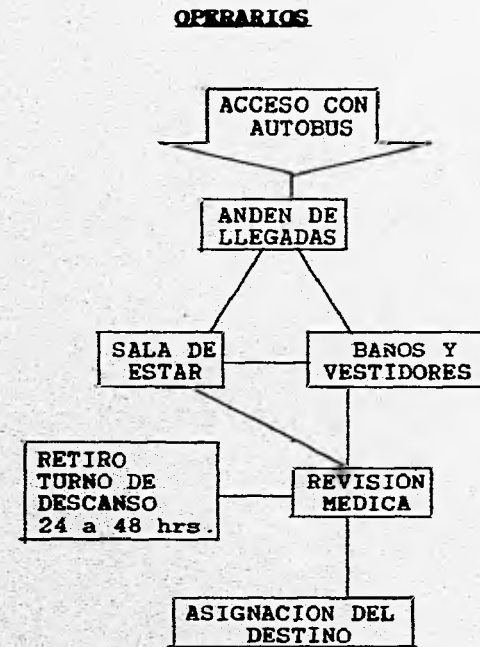 OPERARIOS
ACCESO CON
AUTOBUS
ANDEN DE
LLEGADAS
SALA DE
ESTAR
BAÑOS Y
VESTIDORES
RETIRO
TURNO DE
DESCANSO
24 a 48 hrs.
REVISION
MEDICA
ASIGNACION DEL
DESTINO